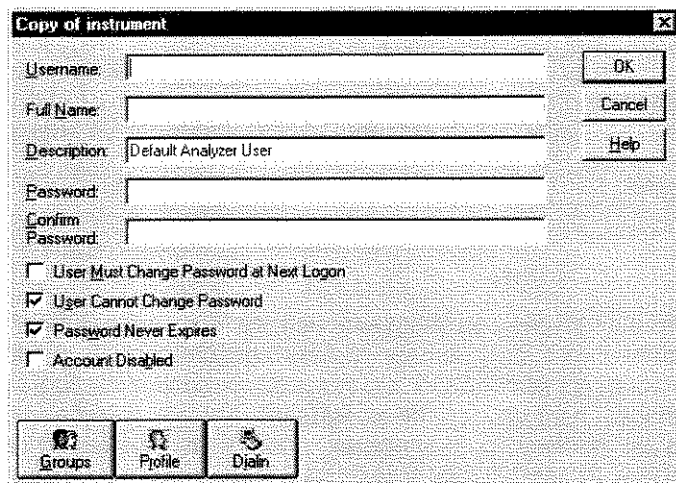 Copy of instrument
Username:
OK
Full Name:
Cancel
Description: Default Analyzer User
Help
Password:
Confirm
Password:
User Must Change Password at Next Logon
User Cannot Change Password
Password Never Expires
Account Disabled
Groups Profile Dialin